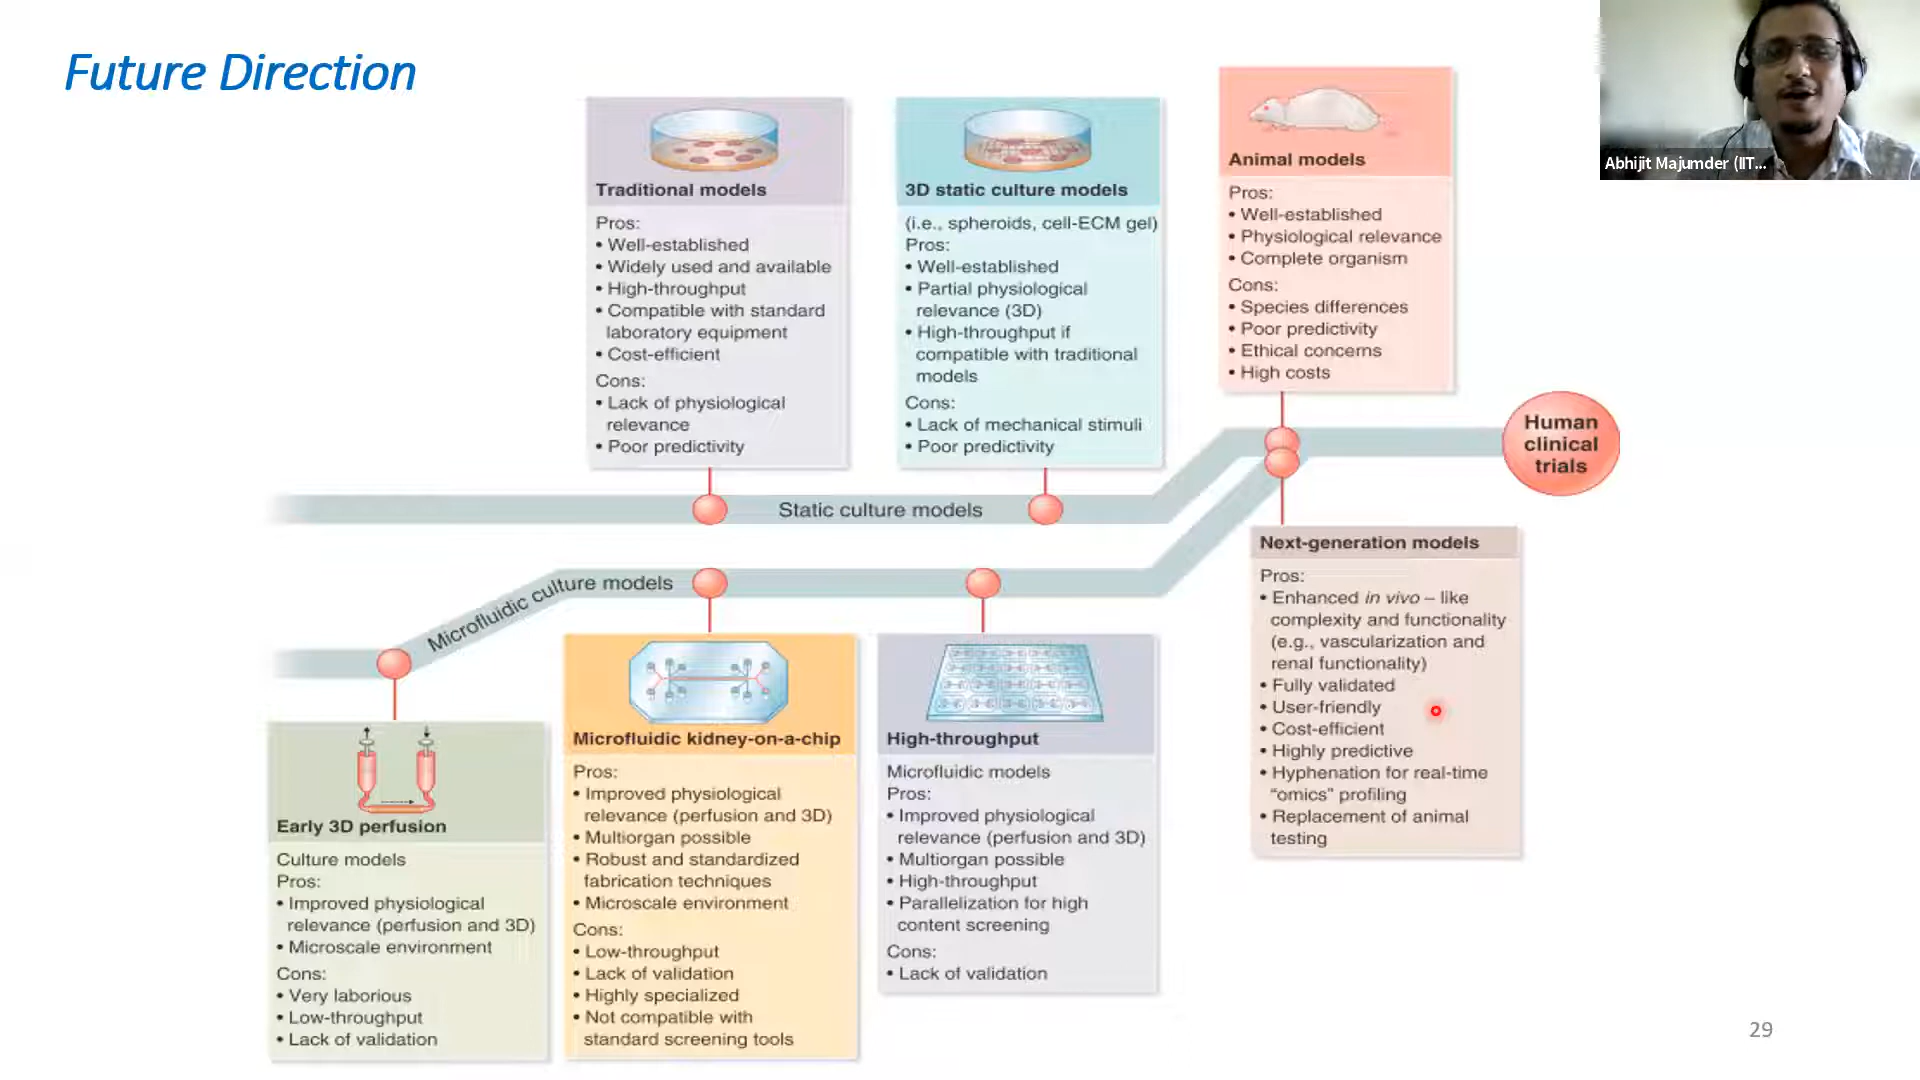 Future Direction
Abhijit Majumder (IIT...
Traditional models
Pros:
• Well-established
• Widely used and available
• High-throughput
• Compatible with standard
laboratory equipment
• Cost-efficient
Cons:
• Lack of physiological
relevance
• Poor predictivity
3D static culture models
(i.e., spheroids, cell-ECM gel)
Pros:
• Well-established
• Partial physiological
relevance (3D)
• High-throughput if
compatible with traditional
models
Cons:
• Lack of mechanical stimuli
• Poor predictivity
Animal models
Pros:
• Well-established
• Physiological relevance
• Complete organism
Cons:
• Species differences
• Poor predictivity
• Ethical concerns
• High costs
Human
clinical
trials
Static culture models
Microfluidic culture models
Early 3D perfusion
Culture models
Pros:
• Improved physiological
relevance (perfusion and 3D)
• Microscale environment
Cons:
• Very laborious
• Low-throughput
• Lack of validation
Microfluidic kidney-on-a-chip
Pros:
• Improved physiological
relevance (perfusion and 3D)
• Multiorgan possible
• Robust and standardized
fabrication techniques
• Microscale environment
Cons:
• Low-throughput
• Lack of validation
• Highly specialized
• Not compatible with
standard screening tools
High-throughput
Microfluidic models
Pros:
• Improved physiological
relevance (perfusion and 3D)
• Multiorgan possible
• High-throughput
• Parallelization for high
content screening
Cons:
• Lack of validation
Next-generation models
Pros:
• Enhanced in vivo – like
complexity and functionality
(e.g., vascularization and
renal functionality)
• Fully validated
• User-friendly
• Cost-efficient
• Highly predictive
• Hyphenation for real-time
“omics” profiling
• Replacement of animal
testing
29